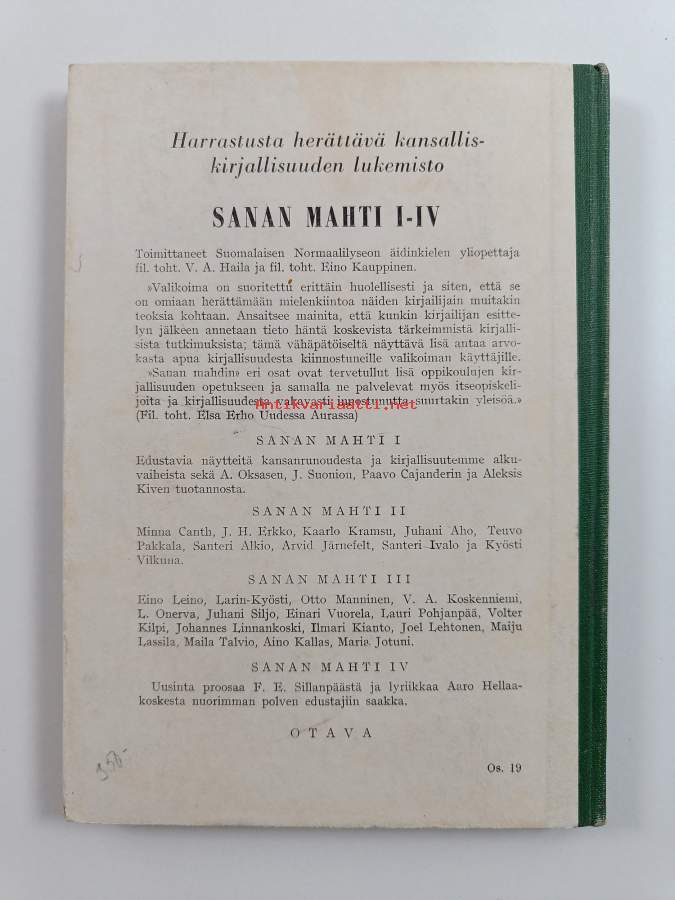 Harrastusta herättävä kansallis-
kirjallisuuden lukemisto
SANAN MAHTI I-IV
Toimittaneet Suomalaisen Normaalilyseon äidinkielen yliopettaja
fil. toht. V. A. Haila ja fil. toht. Eino Kauppinen.
»Valikoima on suoritettu erittäin huolellisesti ja siten, että se
on omiaan herättämään mielenkiintoa näiden kirjailijain muitakin
teoksia kohtaan. Ansaitsee mainita, että kunkin kirjailijan esitte-
lyn jälkeen annetaan tieto häntä koskevista tärkeimmistä kirjalli-
sista tutkimuksista; tämä vähäpätöiseltä näyttävä lisä antaa arvo-
kasta apua kirjallisuudesta kiinnostuneille valikoiman käyttäjille.
»Sanan mahdin» eri osat ovat tervetullut lisä oppikoulujen kir-
jallisuuden opetukseen ja samalla ne palvelevat myös itseopiskeli-
joita ja kirjallisuudesta vakavasti innostunutta suurtakin yleisöä.»
Antikvariaatti.net
(Fil. toht. Elsa Erho Uudessa Aurassa)
SANAN MAHTI I
Edustavia näytteitä kansanrunoudesta ja kirjallisuutemme alku-
vaiheista sekä A. Oksasen, J. Suonion, Paavo Cajanderin ja Aleksis
Kiven tuotannosta.
SANAN MAHTI II
Minna Canth, J. H. Erkko, Kaarlo Kramsu, Juhani Aho, Teuvo
Pakkala, Santeri Alkio, Arvid Järnefelt, Santeri Ivalo ja Kyösti
Vilkuna.
SANAN MAHTI III
Eino Leino, Larin-Kyösti, Otto Manninen, V. A. Koskenniemi,
L. Onerva, Juhani Siljo, Einari Vuorela, Lauri Pohjanpää, Volter
Kilpi, Johannes Linnankoski, Ilmari Kianto, Joel Lehtonen, Maiju
Lassila, Maila Talvio, Aino Kallas, Maria Jotuni.
SANAN MAHTI IV
Uusinta proosaa F. E. Sillanpäästä ja lyriikkaa Aaro Hellaa-
koskesta nuorimman polven edustajiin saakka.
OTAVA
350-
Os. 19